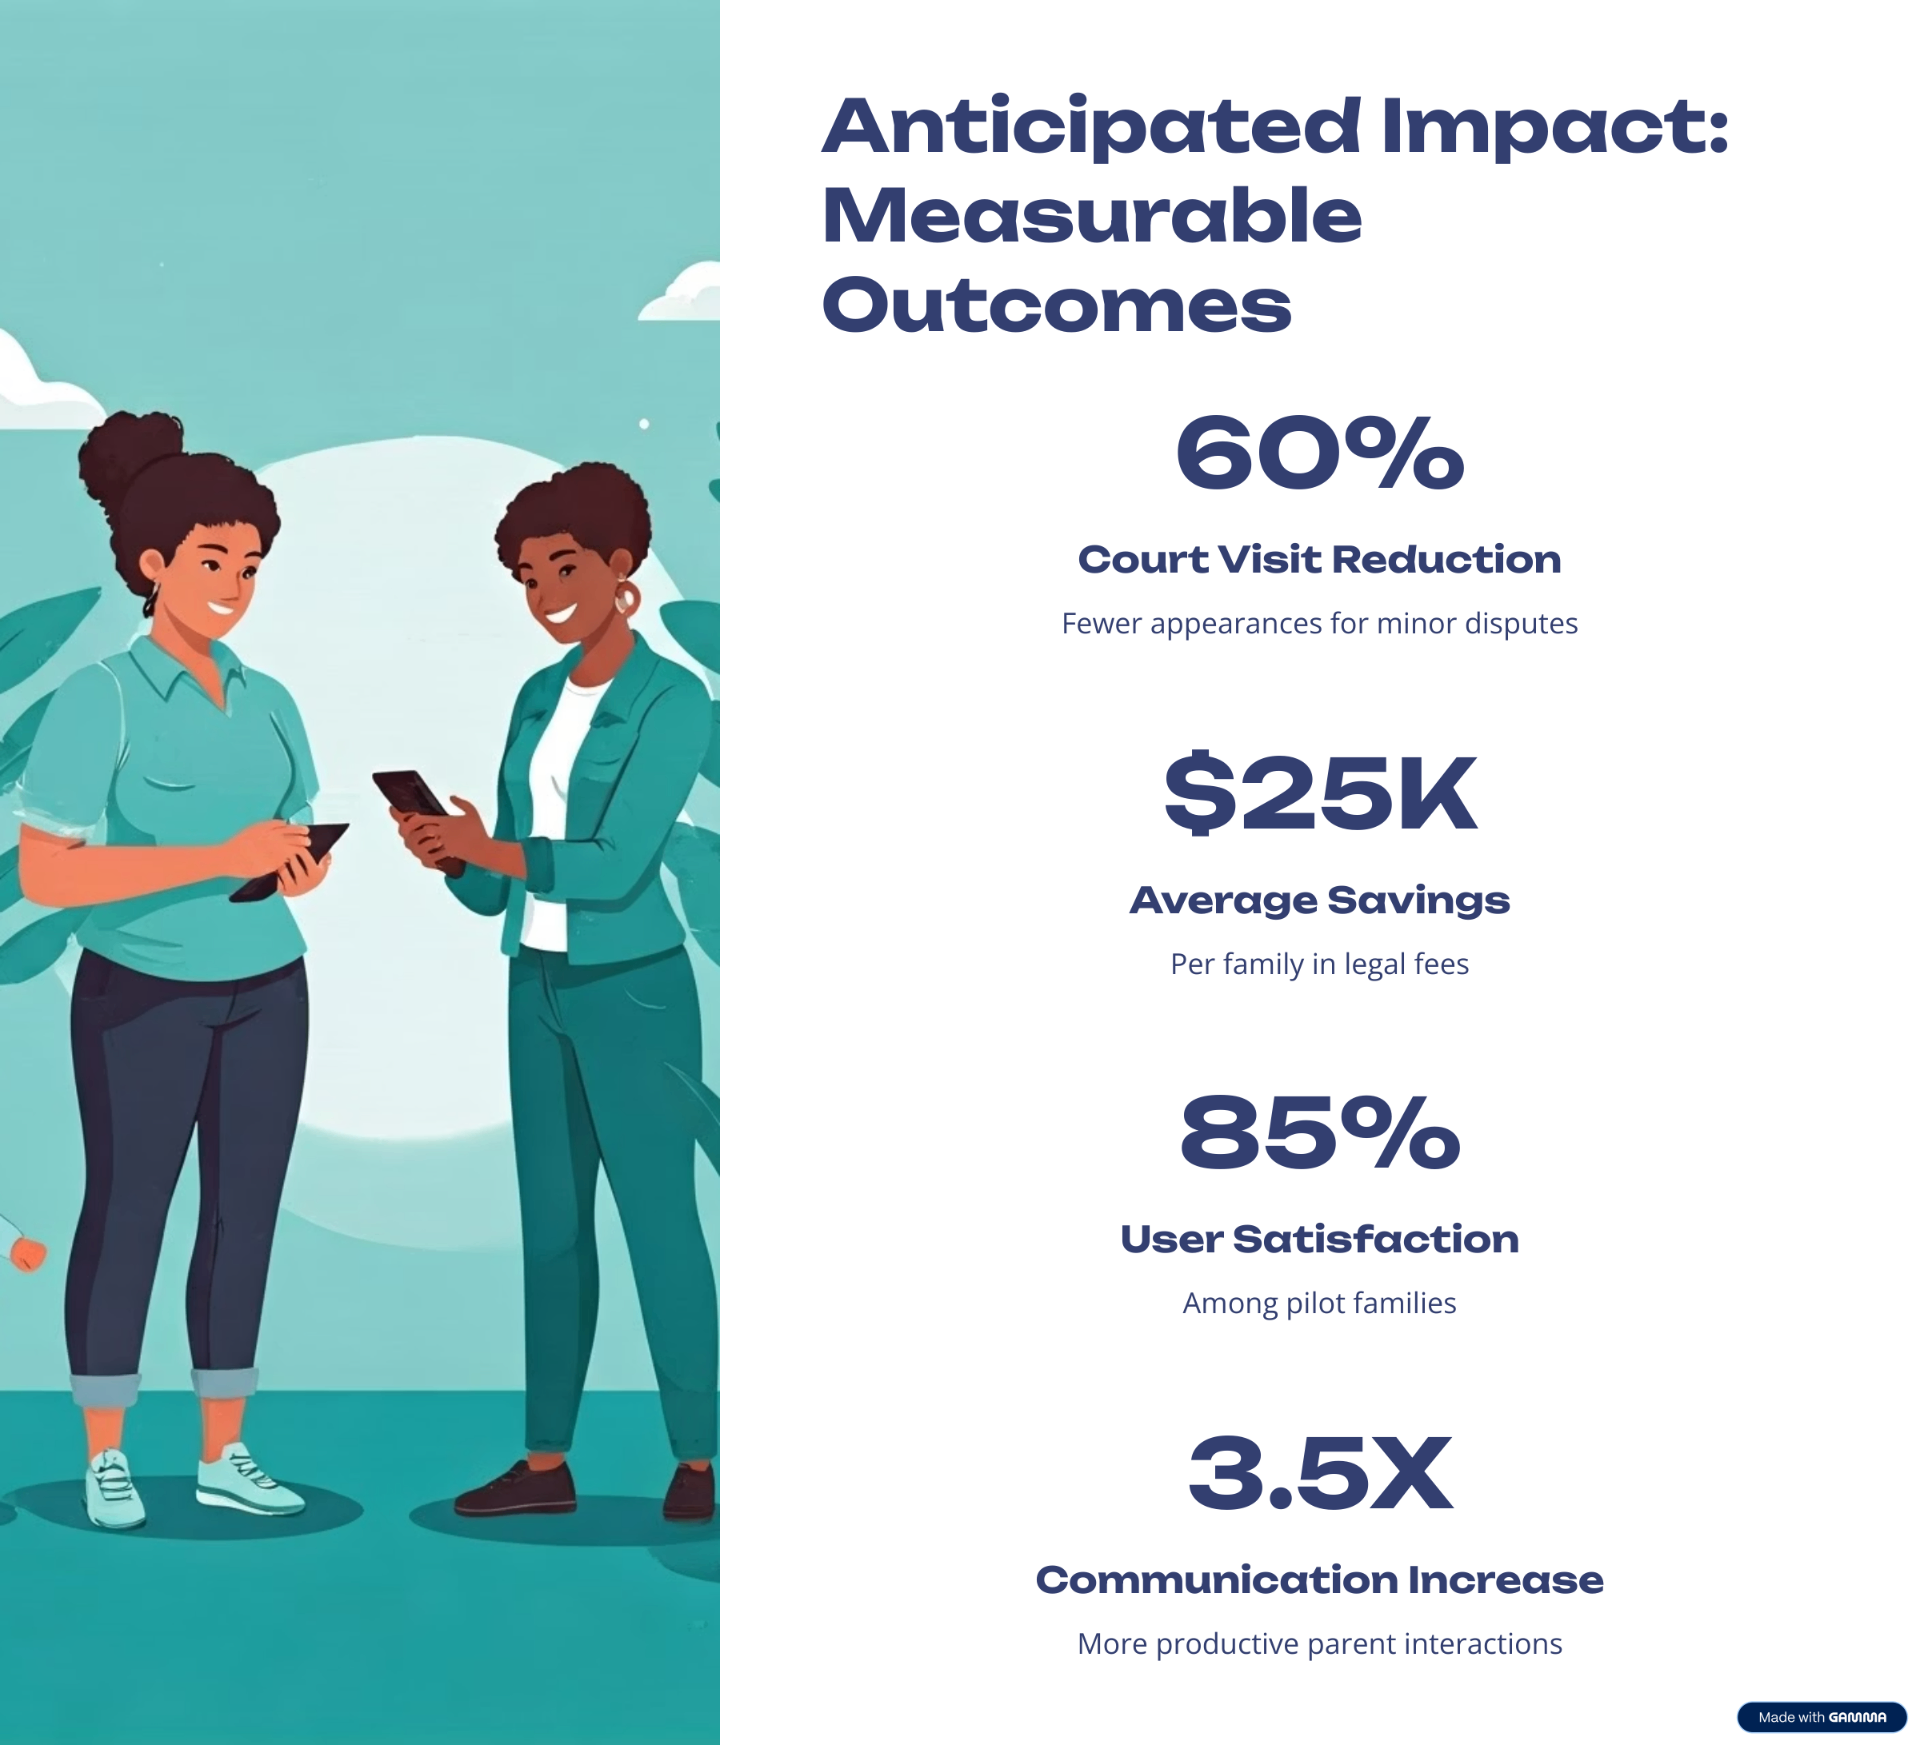 Anticipated Impact:
Measurable
Outcomes
60%
Court Visit Reduction
Fewer appearances for minor disputes
$25K
Average Savings
Per family in legal fees
85%
User Satisfaction
Among pilot families
3.5X
Communication Increase
More productive parent interactions
Made with GAMMA